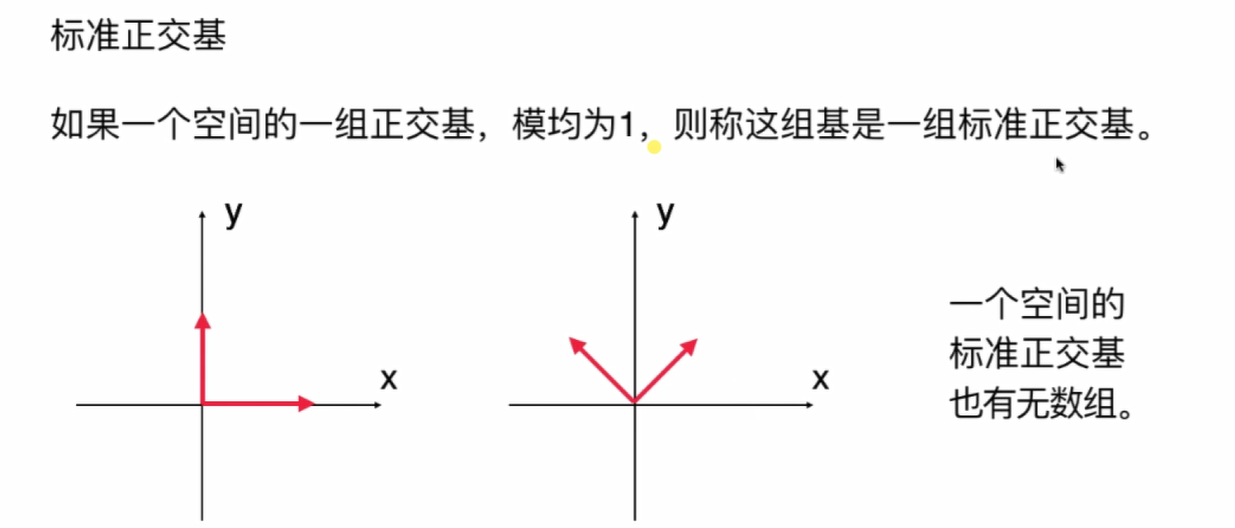 标准正交基
如果一个空间的一组正交基，模均为1，则称这组基是一组标准正交基。
y
x
y
x
一个空间的
标准正交基
也有无数组。